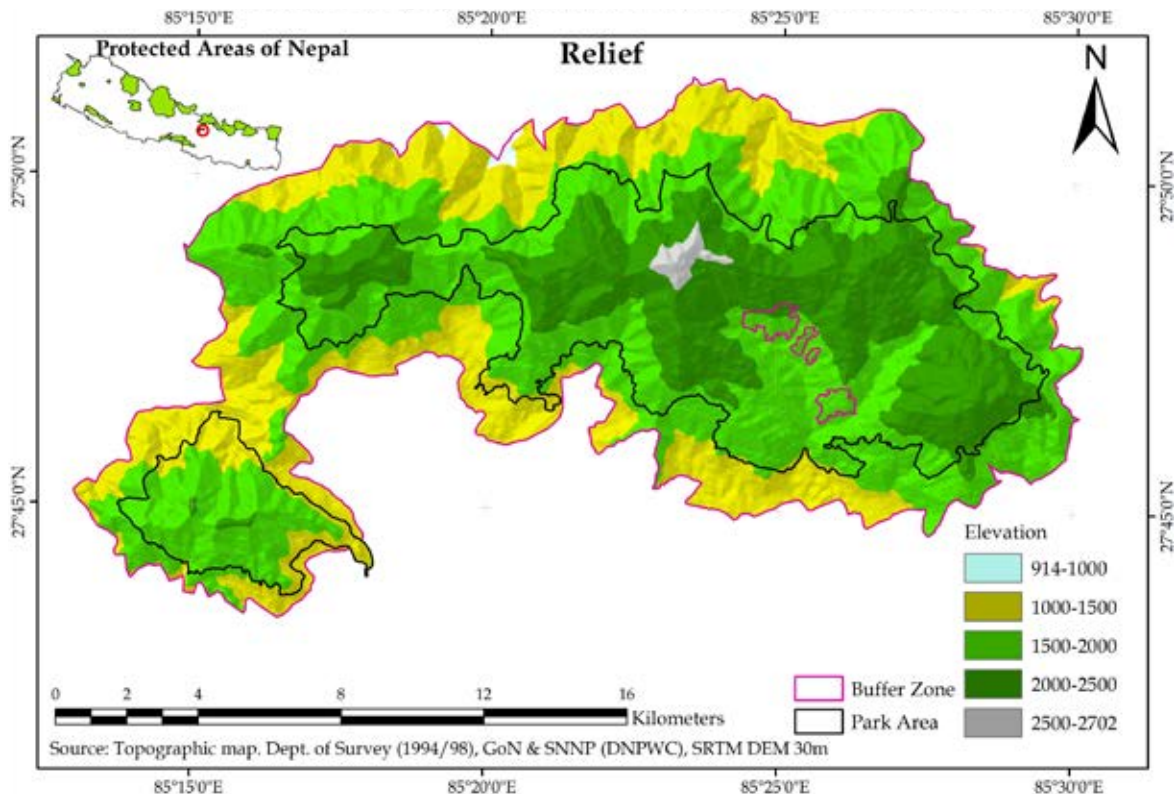 85°15'0"E 85°20'0"E 85°25'0"E 85°30'0"E
Protected Areas of Nepal
Relief
N
27°50'0"N
27°50'0"N
27°45'0"N
27°45'0"N
Elevation
914-1000
1000-1500
1500-2000
2000-2500
2500-2702
Buffer Zone
Park Area
0 2 4 8 12 16
Kilometers
Source: Topographic map. Dept. of Survey (1994/98), GoN & SNNP (DNPWC), SRTM DEM 30m
85°15'0"E 85°20'0"E 85°25'0"E 85°30'0"E